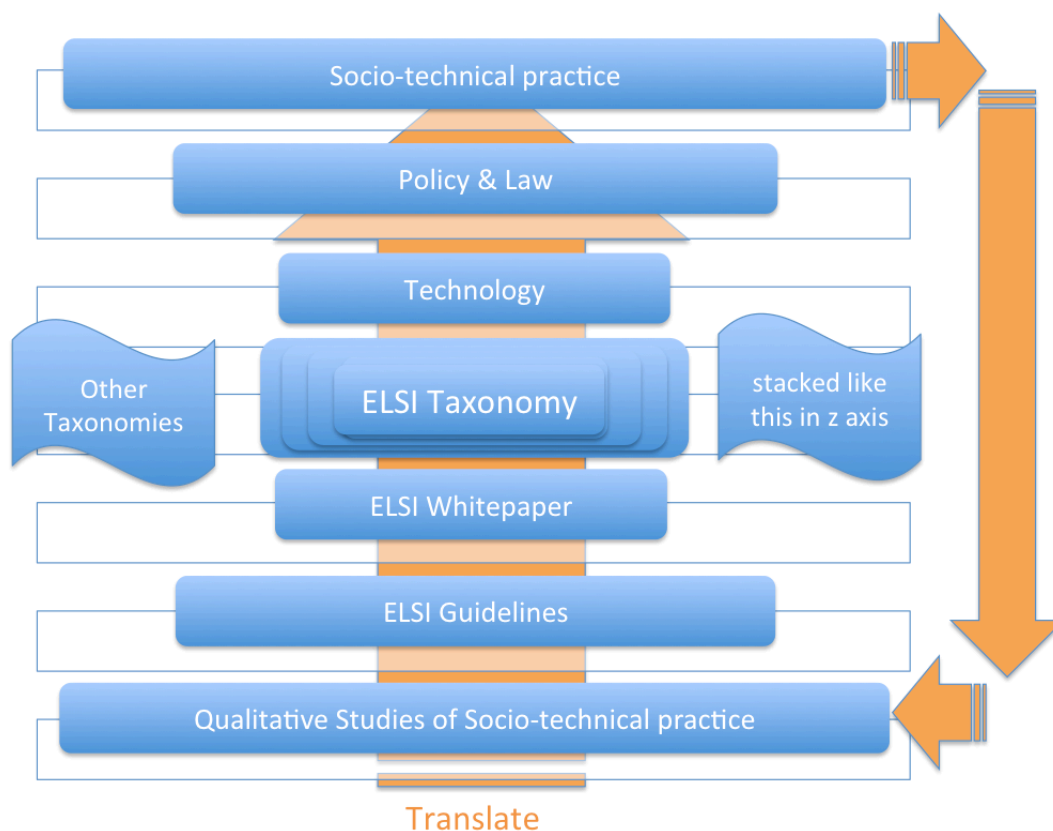 Socio-technical practice
Policy & Law
Technology
Other
Taxonomies
ELSI Taxonomy
stacked like
this in z axis
ELSI Whitepaper
ELSI Guidelines
Qualitative Studies of Socio-technical practice
Translate